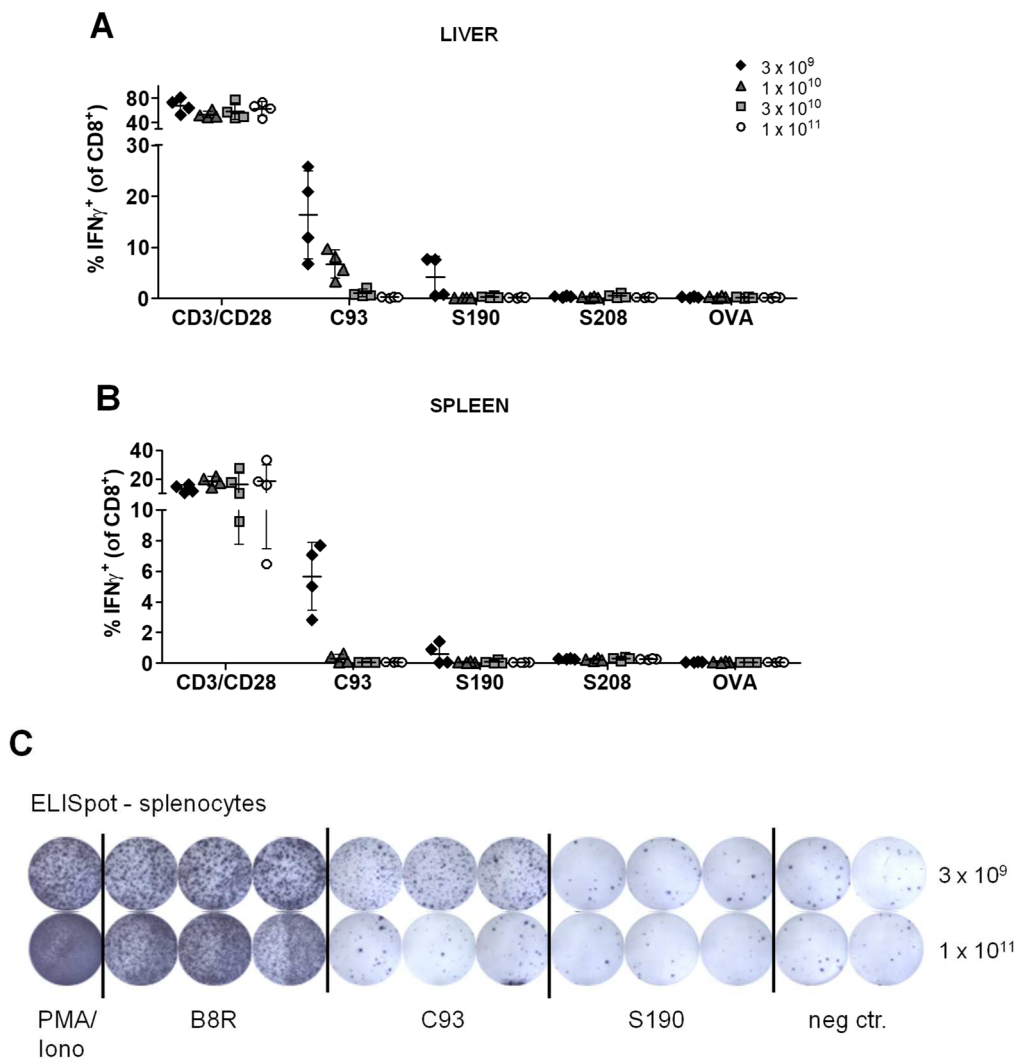 A
LIVER
3 x 10⁹
1 x 10¹⁰
3 x 10¹⁰
1 x 10¹¹
% IFNγ⁺ (of CD8⁺)
80
40
30
20
10
0
CD3/CD28 C93 S190 S208 OVA
B
SPLEEN
% IFNγ⁺ (of CD8⁺)
40
20
10
8
6
4
2
0
CD3/CD28 C93 S190 S208 OVA
C
ELISpot - splenocytes
3 x 10⁹
1 x 10¹¹
PMA/ B8R C93 S190 neg ctr.
Iono